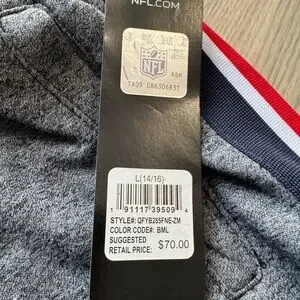 NFL.COM
NFL
TA09 086306831
L(14/16)
1 91117 39509 4
STYLE#: QFYB285FNE-ZM
COLOR CODE#: BML
SUGGESTED
RETAIL PRICE: $70.00